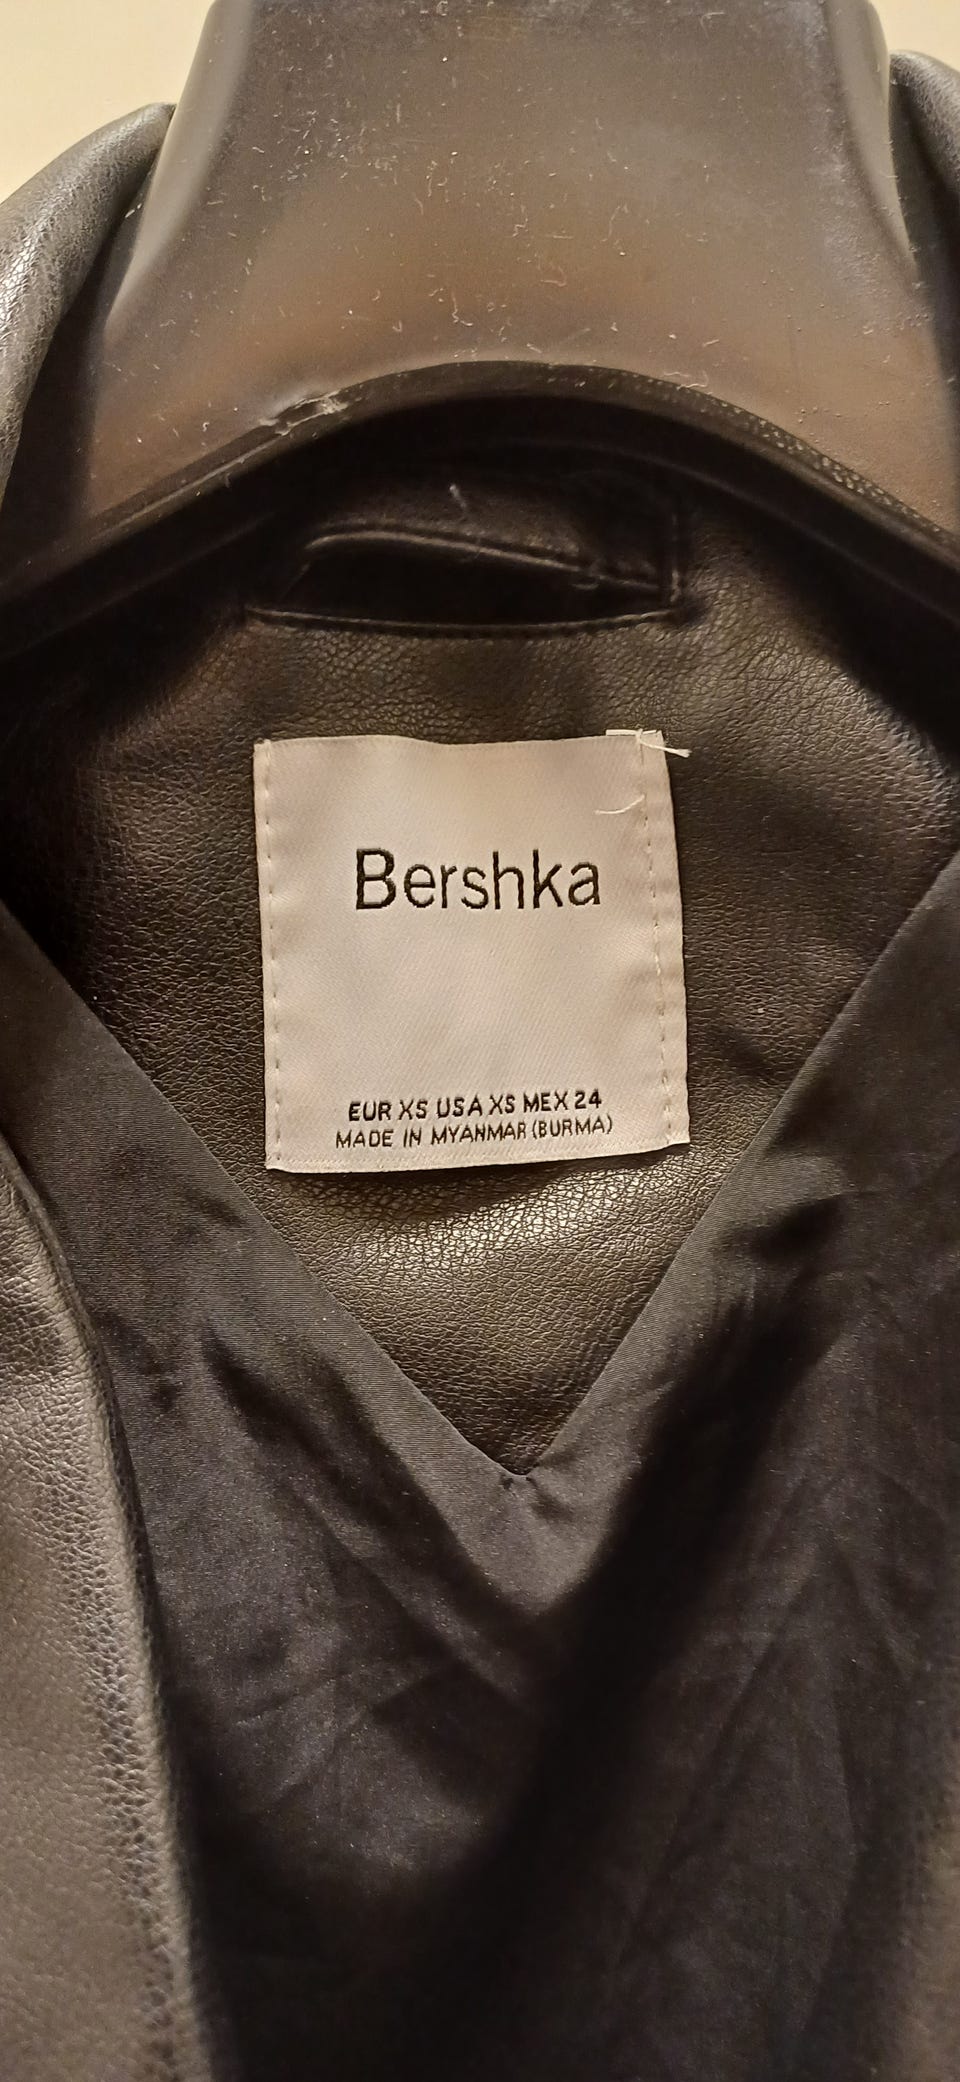 Bershka
EUR XS USA XS MEX 24
MADE IN MYANMAR (BURMA)